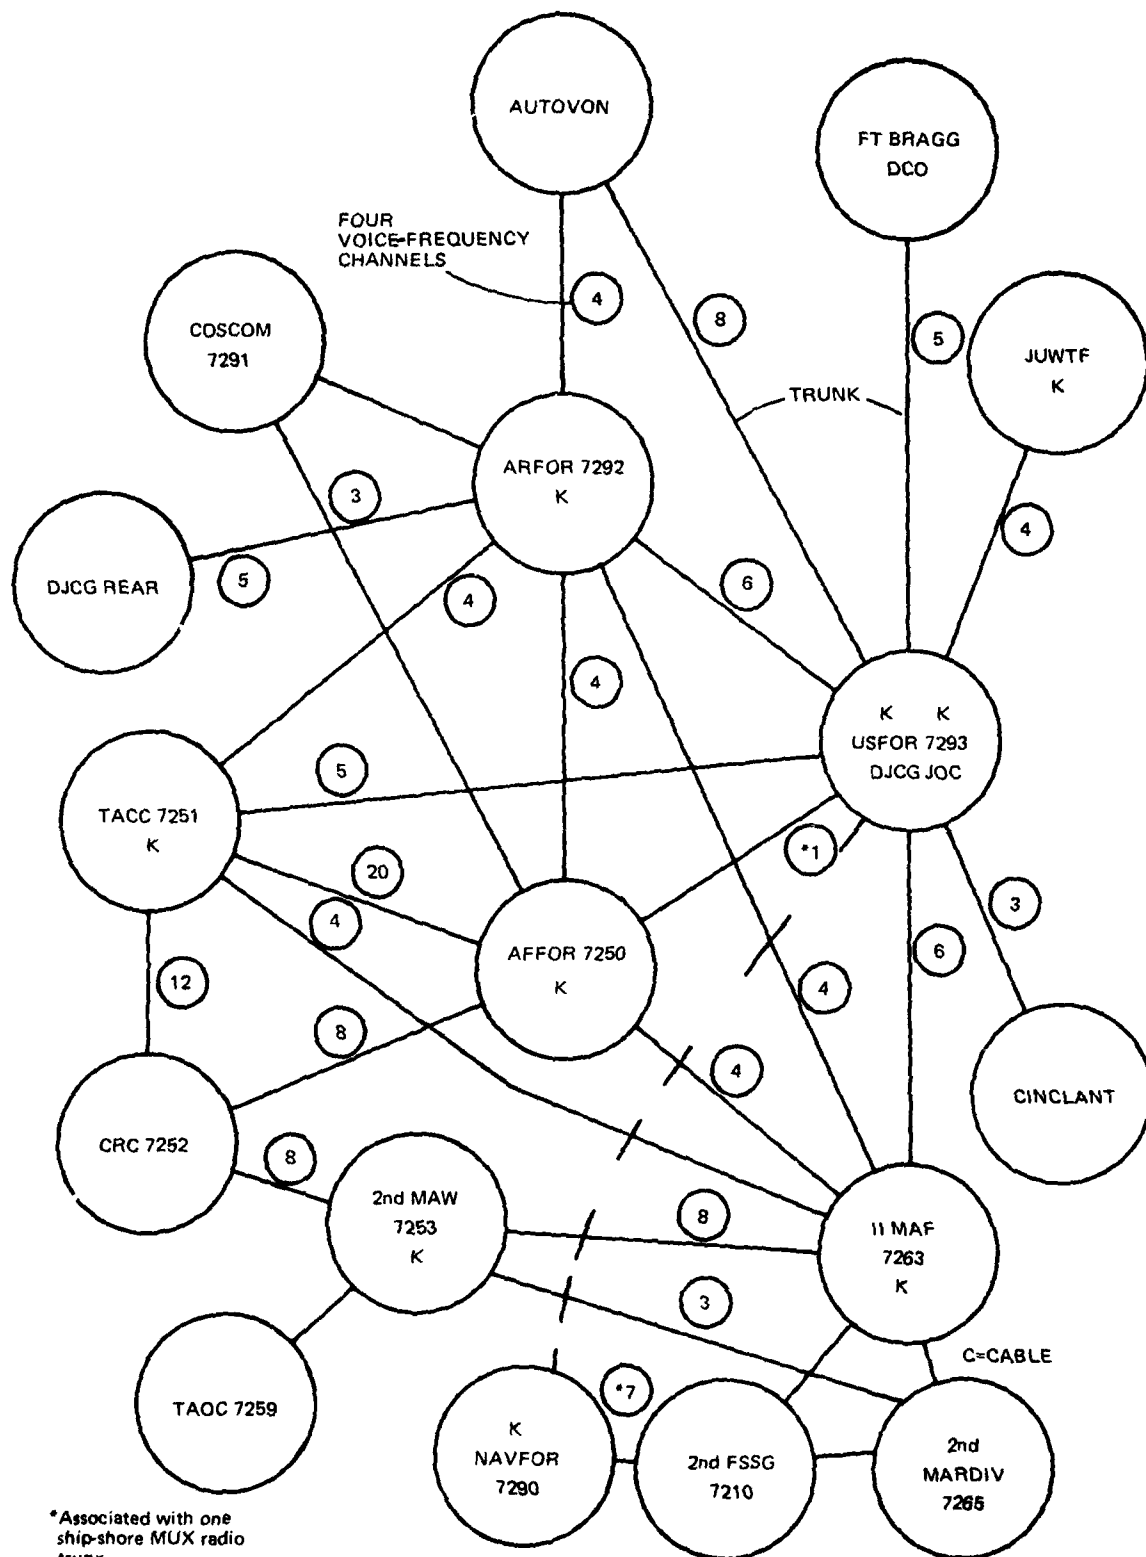 AUTOVON
FT BRAGG
DCO
FOUR
VOICE-FREQUENCY
CHANNELS
4
8
5
COSCOM
7291
JUWTF
K
TRUNK
ARFOR 7292
K
3
4
DJCG REAR
5
4
6
4
K K
USFOR 7293
DJCG JOC
5
TACC 7251
K
*1
20
4
3
6
AFFOR 7250
K
12
4
8
4
CINCLANT
CRC 7252
8
2nd MAW
7253
K
8
II MAF
7263
K
3
C=CABLE
TAOC 7259
*7
K
NAVFOR
7290
2nd FSSG
7210
2nd
MARDIV
7265
*Associated with one
ship-shore MUX radio